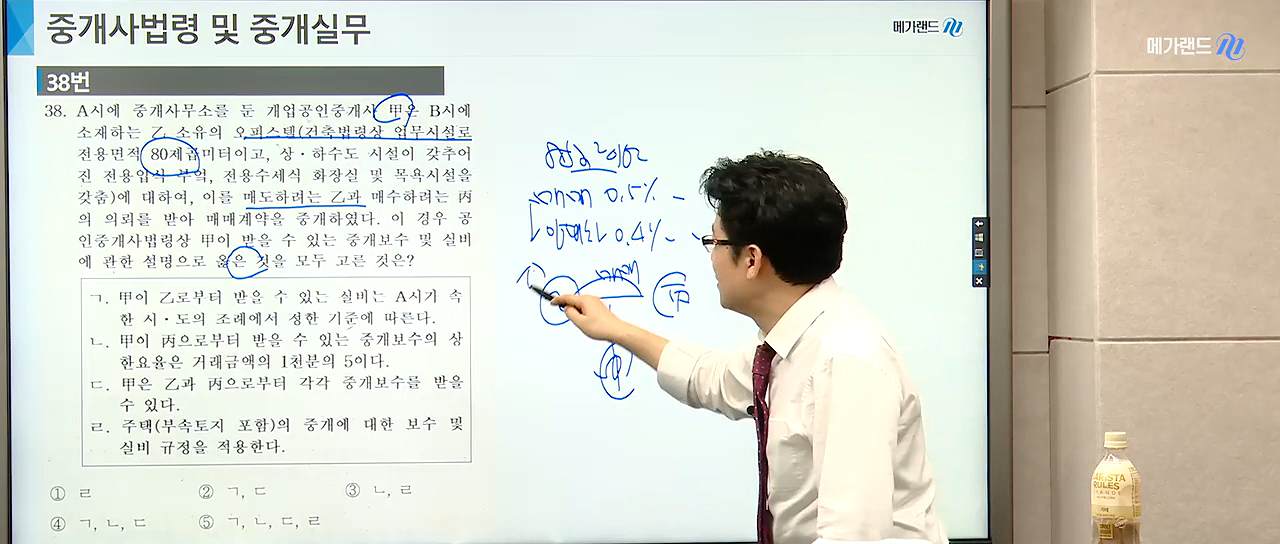 중개사법령 및 중개실무
메가랜드
메가랜드
38번
38. A시에 중개사무소를 둔 개업공인중개사 甲은 B시에
소재하는 乙 소유의 오피스텔(건축법령상 업무시설로
전용면적 80제곱미터이고, 상·하수도 시설이 갖추어
진 전용입식 부엌, 전용수세식 화장실 및 목욕시설을
갖춤)에 대하여, 이를 매도하려는 乙과 매수하려는 丙
의 의뢰를 받아 매매계약을 중개하였다. 이 경우 공
인중개사법령상 甲이 받을 수 있는 중개보수 및 실비
에 관한 설명으로 옳은 것을 모두 고른 것은?
ㄱ. 甲이 乙로부터 받을 수 있는 실비는 A시가 속
한 시·도의 조례에서 정한 기준에 따른다.
ㄴ. 甲이 丙으로부터 받을 수 있는 중개보수의 상
한요율은 거래금액의 1천분의 5이다.
ㄷ. 甲은 乙과 丙으로부터 각각 중개보수를 받을
수 있다.
ㄹ. 주택(부속토지 포함)의 중개에 대한 보수 및
실비 규정을 적용한다.
① ㄹ ② ㄱ, ㄷ ③ ㄴ, ㄹ
④ ㄱ, ㄴ, ㄷ ⑤ ㄱ, ㄴ, ㄷ, ㄹ
매매 0.5%
임대차 0.4%
매매
丙
甲
BARISTA
RULES